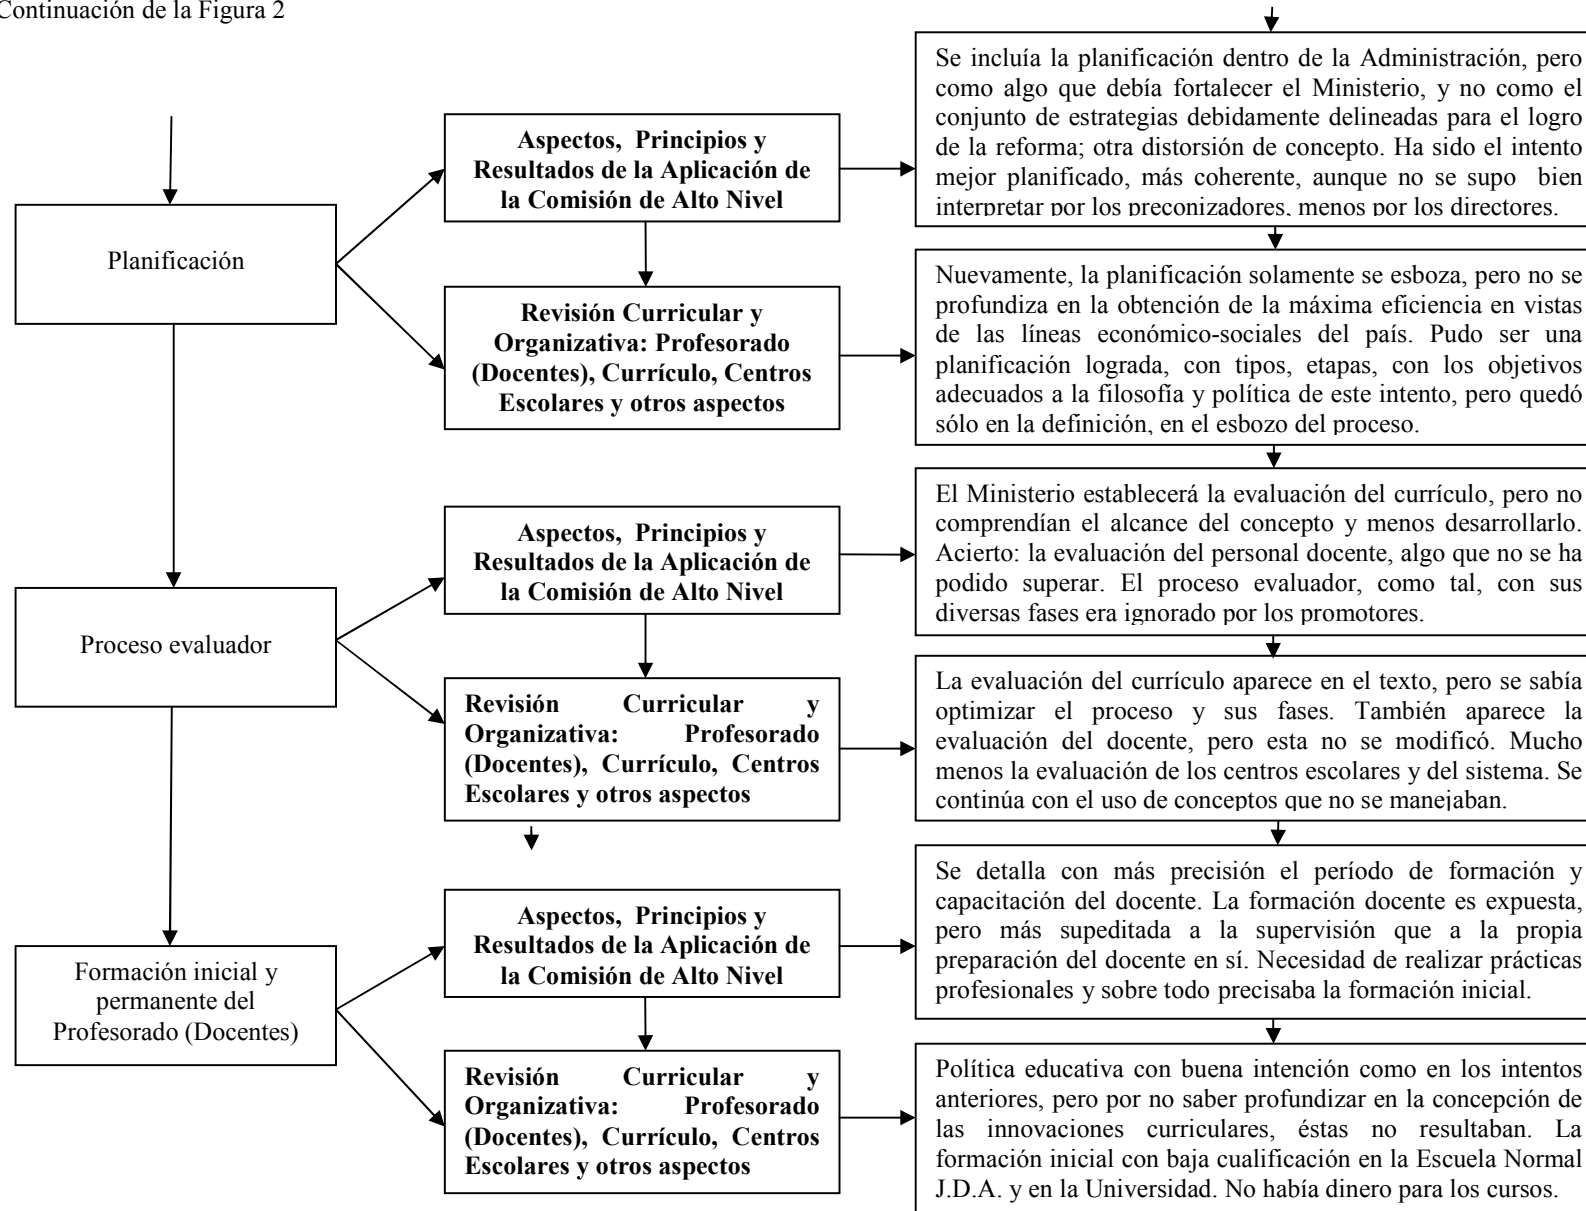 Continuación de la Figura 2
Se incluía la planificación dentro de la Administración, pero
como algo que debía fortalecer el Ministerio, y no como el
conjunto de estrategias debidamente delineadas para el logro
de la reforma; otra distorsión de concepto. Ha sido el intento
mejor planificado, más coherente, aunque no se supo bien
interpretar por los preconizadores, menos por los directores.
Aspectos, Principios y
Resultados de la Aplicación de
la Comisión de Alto Nivel
Planificación
Revisión Curricular y
Organizativa: Profesorado
(Docentes), Currículo, Centros
Escolares y otros aspectos
Nuevamente, la planificación solamente se esboza, pero no se
profundiza en la obtención de la máxima eficiencia en vistas
de las líneas económico-sociales del país. Pudo ser una
planificación lograda, con tipos, etapas, con los objetivos
adecuados a la filosofía y política de este intento, pero quedó
sólo en la definición, en el esbozo del proceso.
Aspectos, Principios y
Resultados de la Aplicación de
la Comisión de Alto Nivel
El Ministerio establecerá la evaluación del currículo, pero no
comprendían el alcance del concepto y menos desarrollarlo.
Acierto: la evaluación del personal docente, algo que no se ha
podido superar. El proceso evaluador, como tal, con sus
diversas fases era ignorado por los promotores.
Proceso evaluador
Revisión Curricular y
Organizativa: Profesorado
(Docentes), Currículo, Centros
Escolares y otros aspectos
La evaluación del currículo aparece en el texto, pero se sabía
optimizar el proceso y sus fases. También aparece la
evaluación del docente, pero esta no se modificó. Mucho
menos la evaluación de los centros escolares y del sistema. Se
continúa con el uso de conceptos que no se manejaban.
Aspectos, Principios y
Resultados de la Aplicación de
la Comisión de Alto Nivel
Se detalla con más precisión el período de formación y
capacitación del docente. La formación docente es expuesta,
pero más supeditada a la supervisión que a la propia
preparación del docente en sí. Necesidad de realizar prácticas
profesionales y sobre todo precisaba la formación inicial.
Formación inicial y
permanente del
Profesorado (Docentes)
Revisión Curricular y
Organizativa: Profesorado
(Docentes), Currículo, Centros
Escolares y otros aspectos
Política educativa con buena intención como en los intentos
anteriores, pero por no saber profundizar en la concepción de
las innovaciones curriculares, éstas no resultaban. La
formación inicial con baja cualificación en la Escuela Normal
J.D.A. y en la Universidad. No había dinero para los cursos.